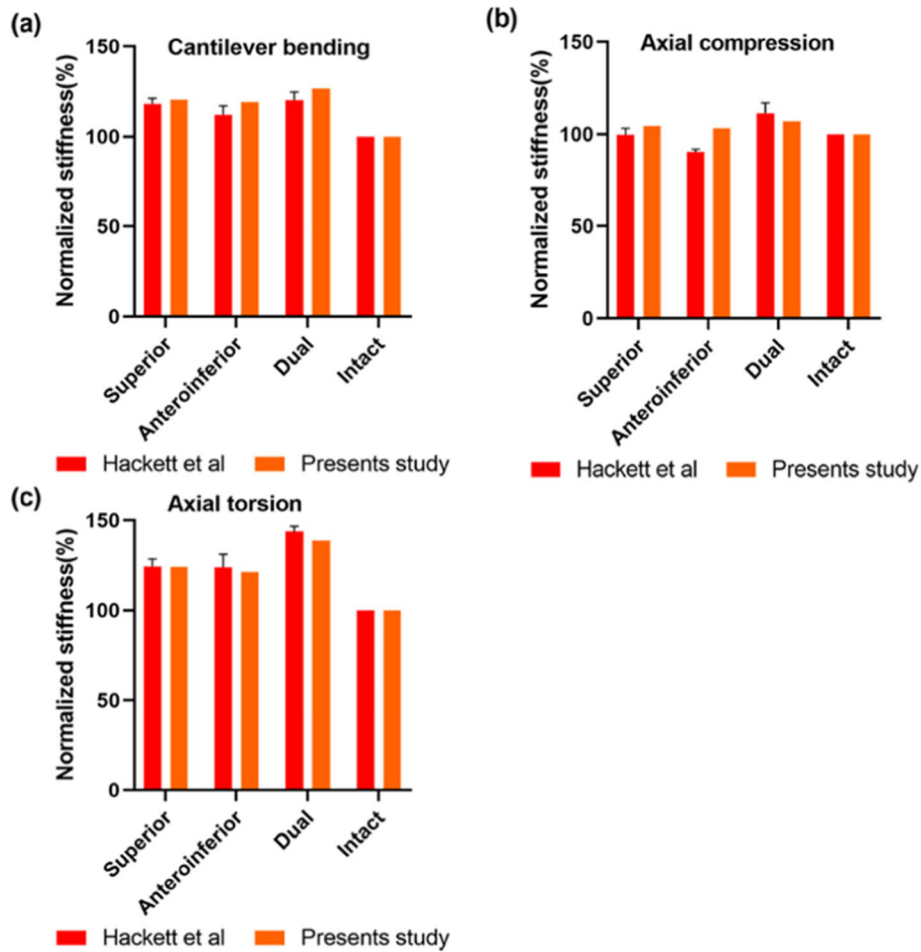 (a)
Cantilever bending
Normalized stiffness(%)
150
100
50
0
Superior
Anteroinferior
Dual
Intact
Hackett et al
Presents study
(b)
Axial compression
Normalized stiffness(%)
150
100
50
0
Superior
Anteroinferior
Dual
Intact
Hackett et al
Presents study
(c)
Axial torsion
Normalized stiffness(%)
150
100
50
0
Superior
Anteroinferior
Dual
Intact
Hackett et al
Presents study